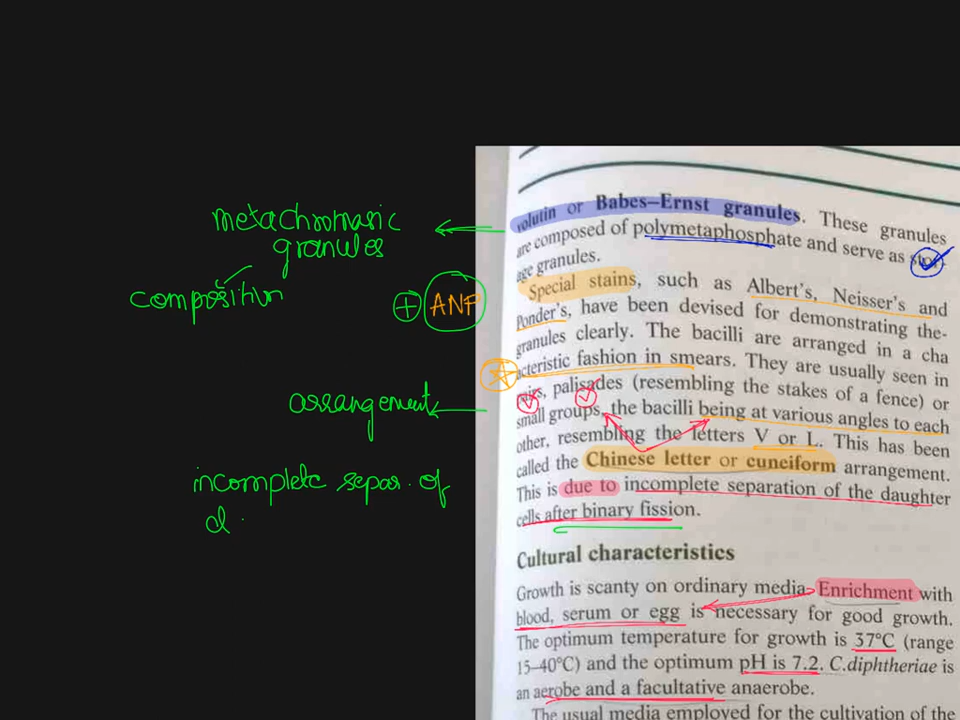 metachromasic
granules
composition
+ ANP
arrangement
incomplete separ. of
d.
volutin or Babes–Ernst granules. These granules
are composed of polymetaphosphate and serve as stor-
age granules.
Special stains, such as Albert's, Neisser's and
Ponder's, have been devised for demonstrating the
granules clearly. The bacilli are arranged in a cha
acteristic fashion in smears. They are usually seen in
pairs, palisades (resembling the stakes of a fence) or
small groups, the bacilli being at various angles to each
other, resembling the letters V or L. This has been
called the Chinese letter or cuneiform arrangement.
This is due to incomplete separation of the daughter
cells after binary fission.
Cultural characteristics
Growth is scanty on ordinary media. Enrichment with
blood, serum or egg is necessary for good growth.
The optimum temperature for growth is 37°C (range
15–40°C) and the optimum pH is 7.2. C.diphtheriae is
an aerobe and a facultative anaerobe.
The usual media employed for the cultivation of the